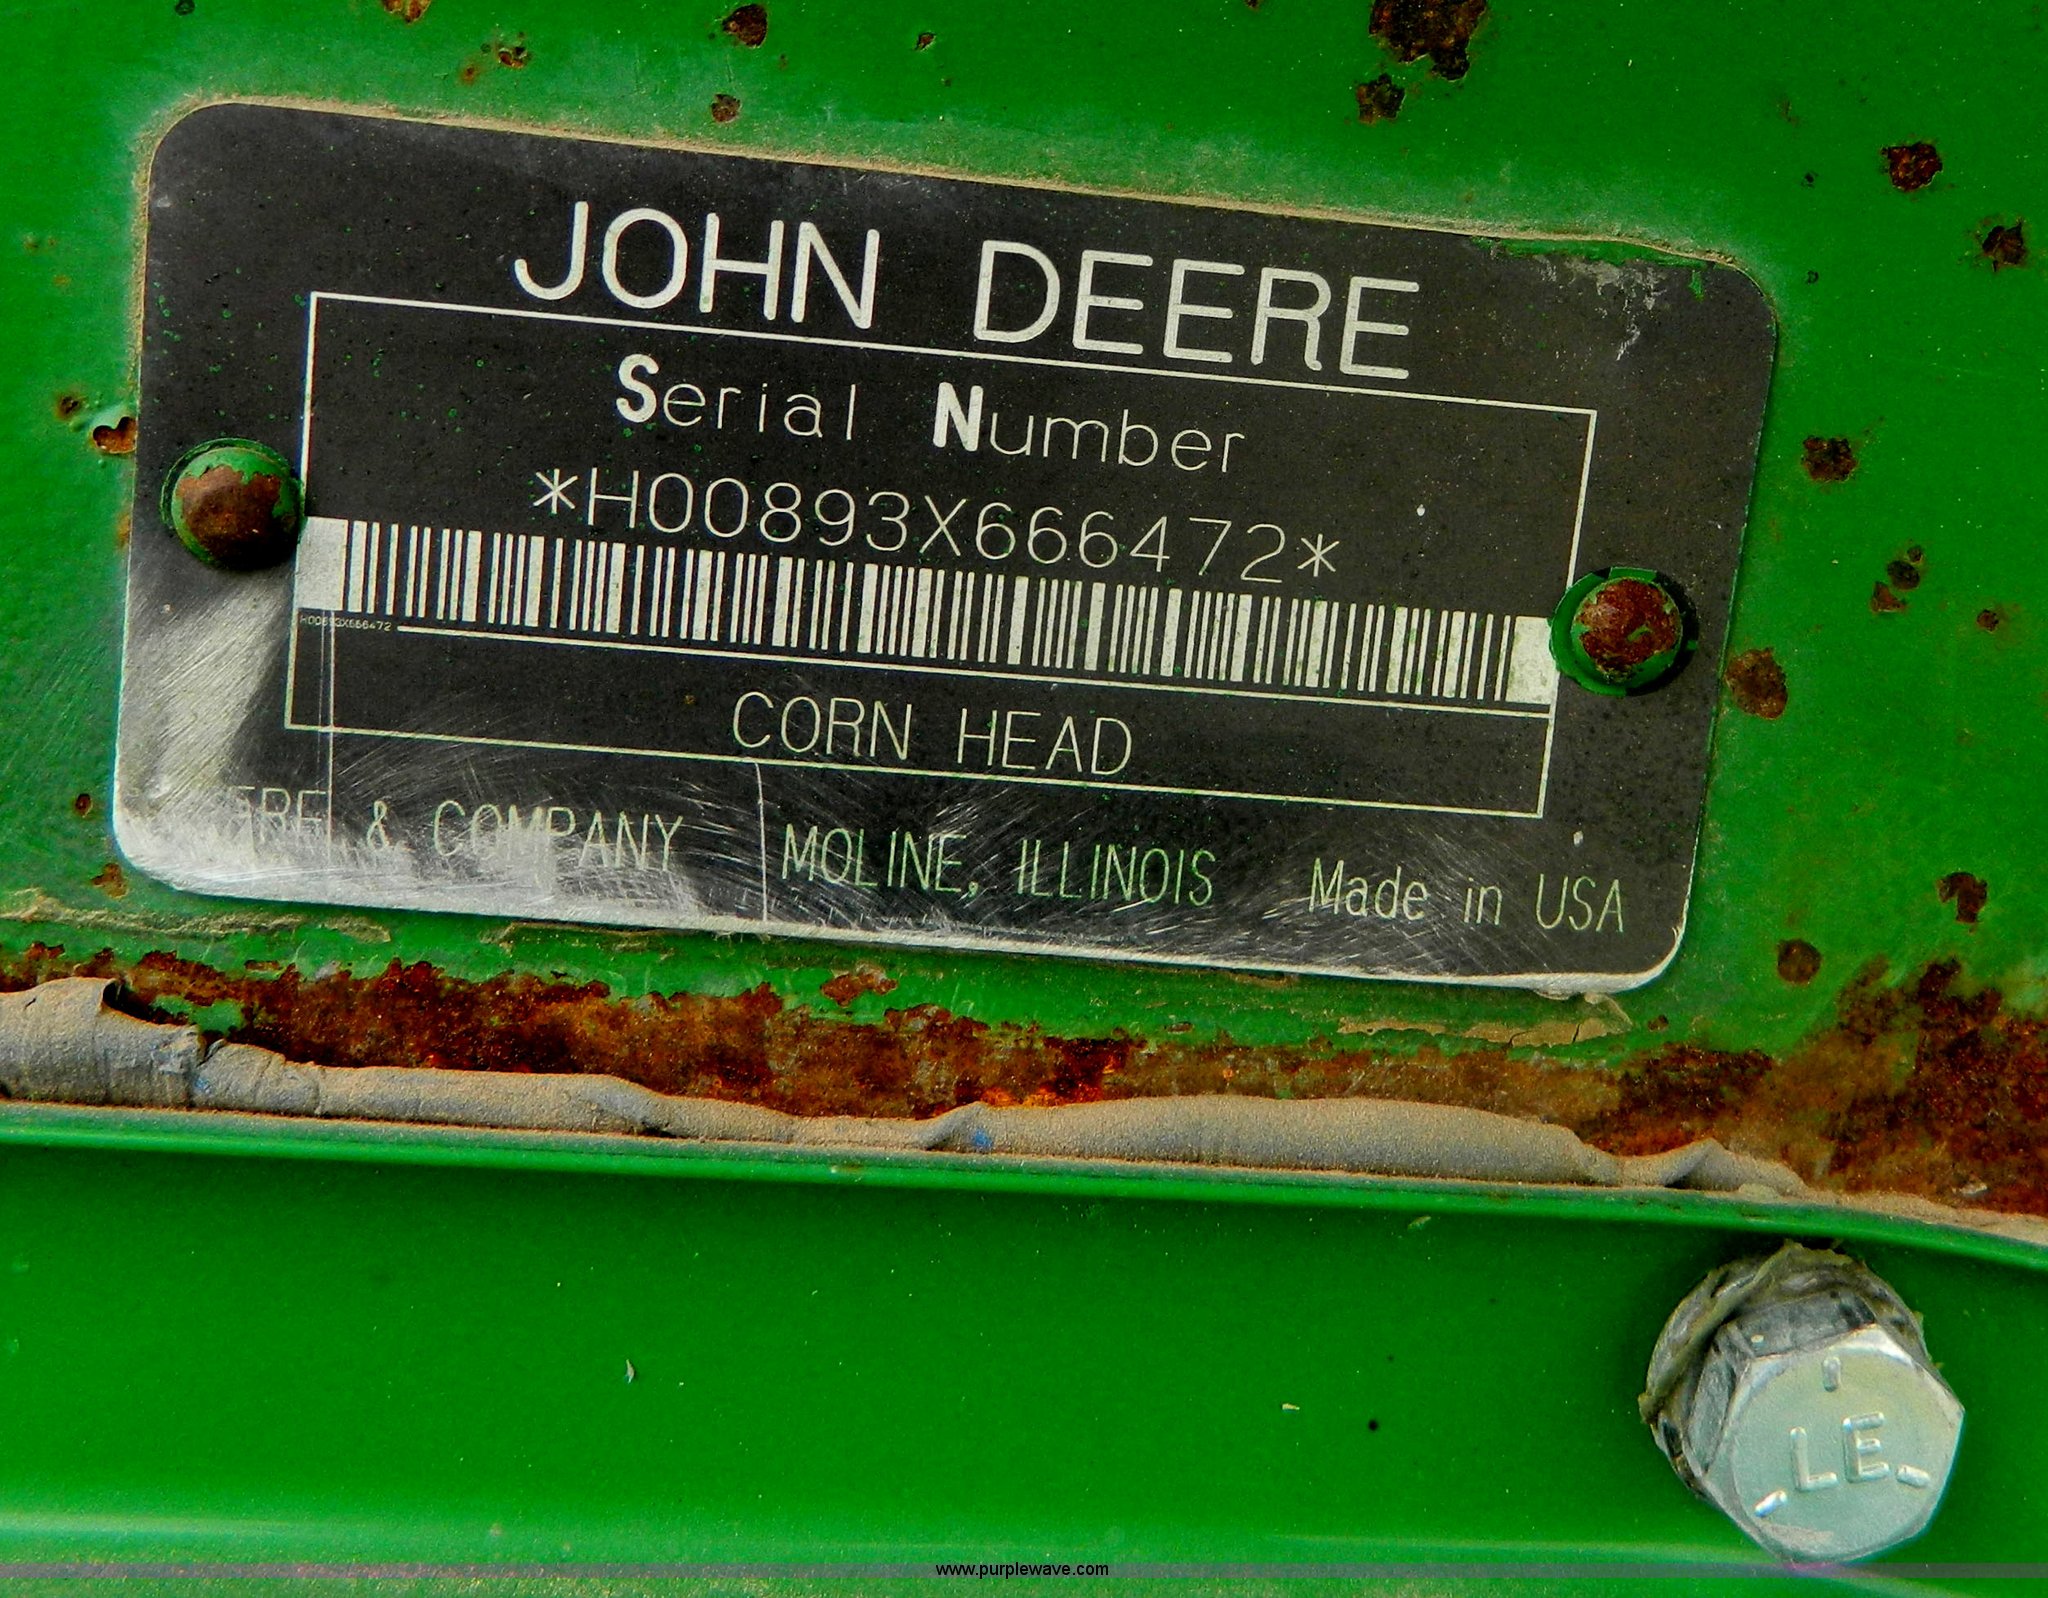 JOHN DEERE
Serial Number
*H00893X666472*
H00893X666472
CORN HEAD
& COMPANY MOLINE, ILLINOIS Made in USA
LE
www.purplewave.com